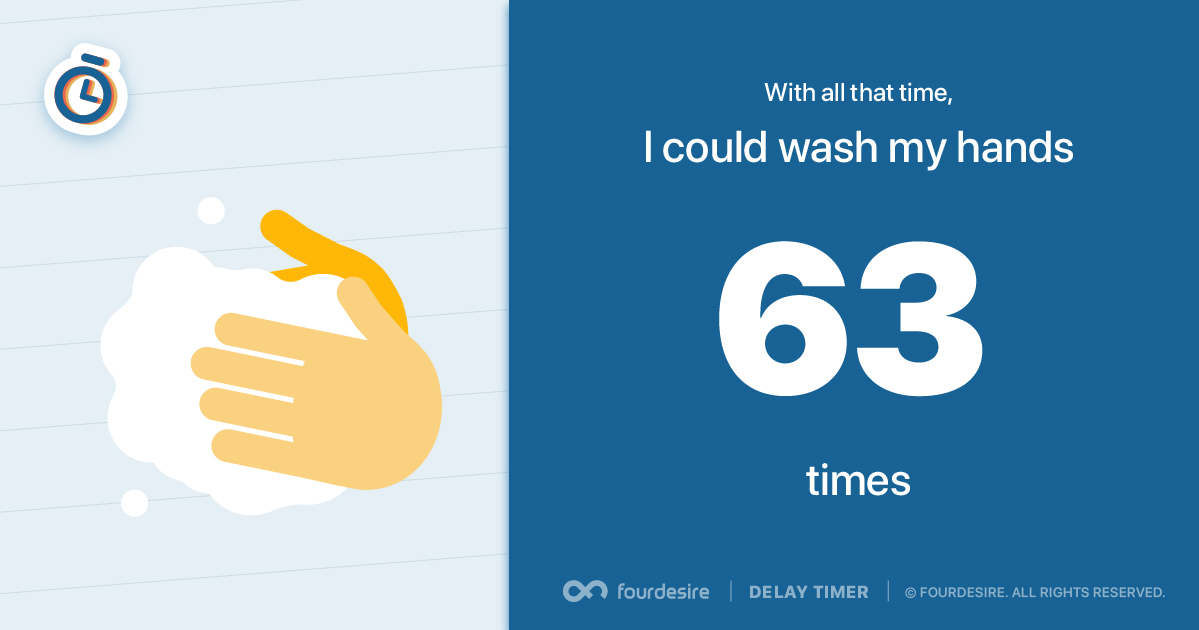 With all that time,
I could wash my hands
63
times
fourdesire | DELAY TIMER | © FOURDESIRE. ALL RIGHTS RESERVED.